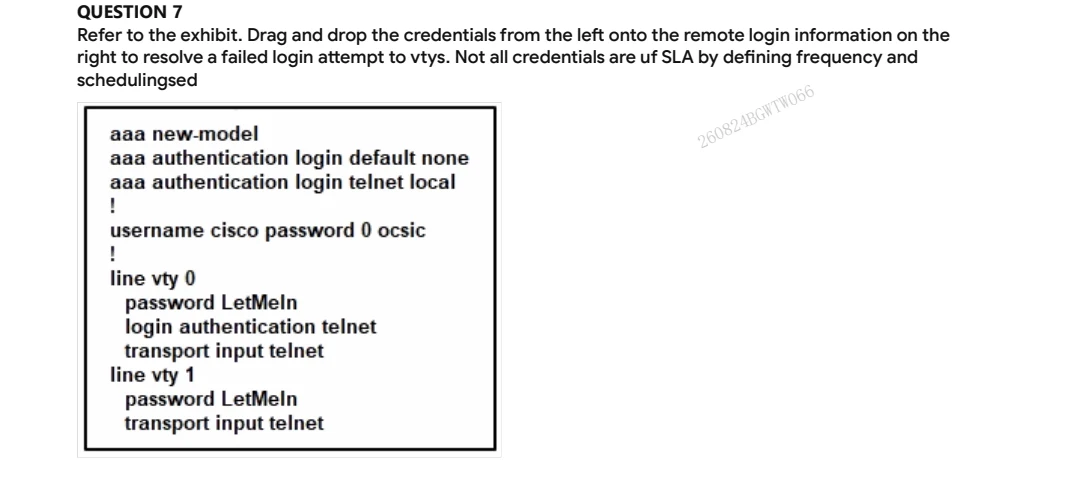 QUESTION 7
Refer to the exhibit. Drag and drop the credentials from the left onto the remote login information on the
right to resolve a failed login attempt to vtys. Not all credentials are uf SLA by defining frequency and
schedulingsed
260824BGWTW066
aaa new-model
aaa authentication login default none
aaa authentication login telnet local
!
username cisco password 0 ocsic
!
line vty 0
password LetMeIn
login authentication telnet
transport input telnet
line vty 1
password LetMeIn
transport input telnet